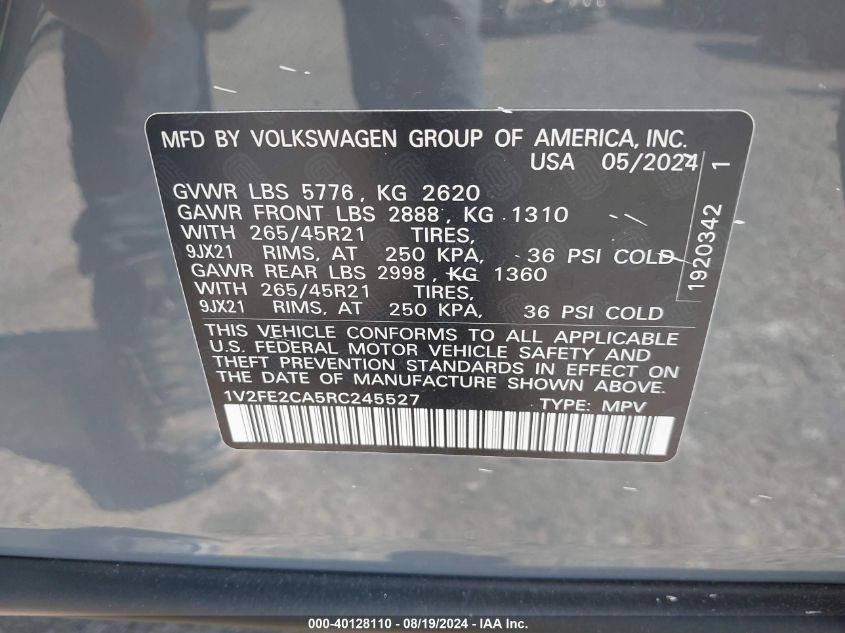 MFD BY VOLKSWAGEN GROUP OF AMERICA, INC.
USA 05/2024
GVWR LBS 5776, KG 2620
GAWR FRONT LBS 2888, KG 1310
WITH 265/45R21 TIRES,
9JX21 RIMS, AT 250 KPA, 36 PSI COLD
GAWR REAR LBS 2998, KG 1360
WITH 265/45R21 TIRES,
9JX21 RIMS, AT 250 KPA, 36 PSI COLD
1920342 1
THIS VEHICLE CONFORMS TO ALL APPLICABLE
U.S. FEDERAL MOTOR VEHICLE SAFETY AND
THEFT PREVENTION STANDARDS IN EFFECT ON
THE DATE OF MANUFACTURE SHOWN ABOVE.
1V2FE2CA5RC245527 TYPE: MPV
000-40128110 - 08/19/2024 - IAA Inc.